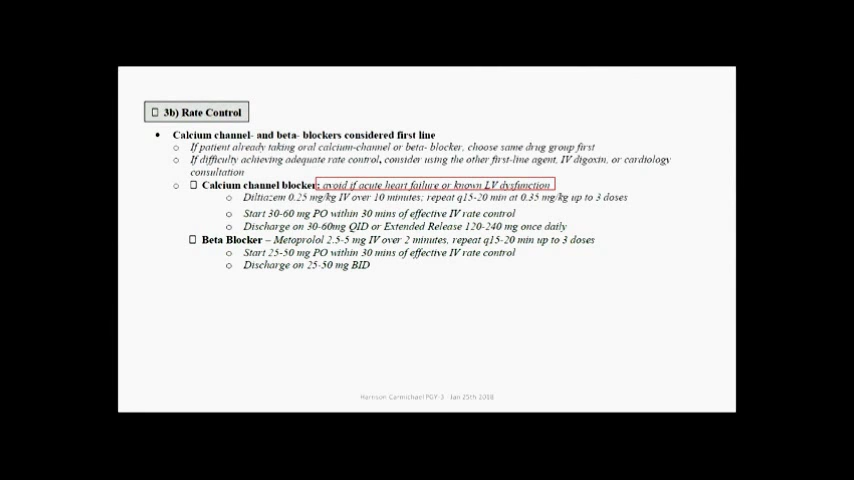 3b) Rate Control
• Calcium channel- and beta- blockers considered first line
o If patient already taking oral calcium-channel or beta- blocker, choose same drug group first
o If difficulty achieving adequate rate control, consider using the other first-line agent, IV digoxin, or cardiology
consultation
o Calcium channel blocker: avoid if acute heart failure or known LV dysfunction
o Diltiazem 0.25 mg/kg IV over 10 minutes; repeat q15-20 min at 0.35 mg/kg up to 3 doses
o Start 30-60 mg PO within 30 mins of effective IV rate control
o Discharge on 30-60mg QID or Extended Release 120-240 mg once daily
Beta Blocker – Metoprolol 2.5-5 mg IV over 2 minutes, repeat q15-20 min up to 3 doses
o Start 25-50 mg PO within 30 mins of effective IV rate control
o Discharge on 25-50 mg BID
Harrison Carmichael PGY-3 Jan 25th 2018